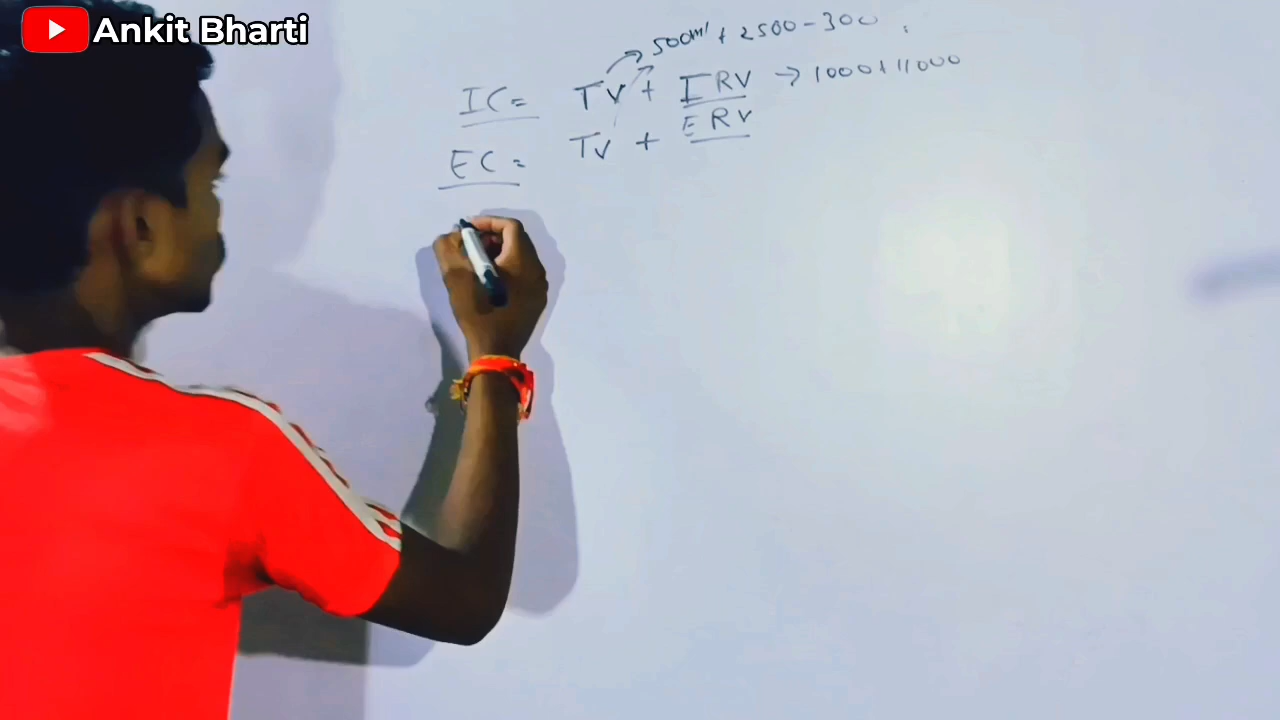 Ankit Bharti
500ml + 2500 - 300
IC = TV + IRV → 1000 + 11000
EC = TV + ERV